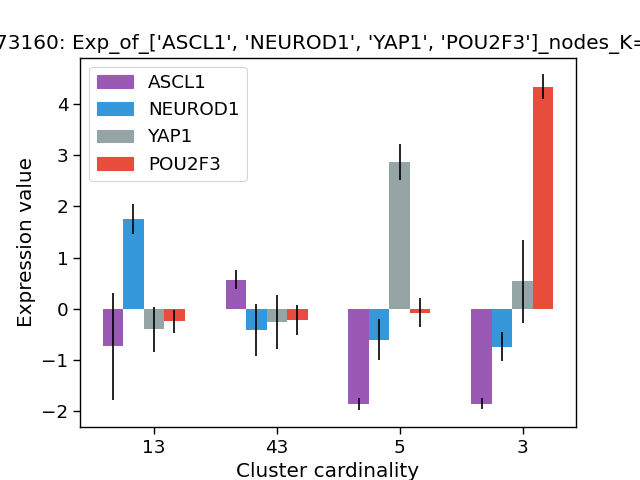 73160: Exp_of_['ASCL1', 'NEUROD1', 'YAP1', 'POU2F3']_nodes_K=
ASCL1
NEUROD1
YAP1
POU2F3
Expression value
4
3
2
1
0
−1
−2
13 43 5 3
Cluster cardinality